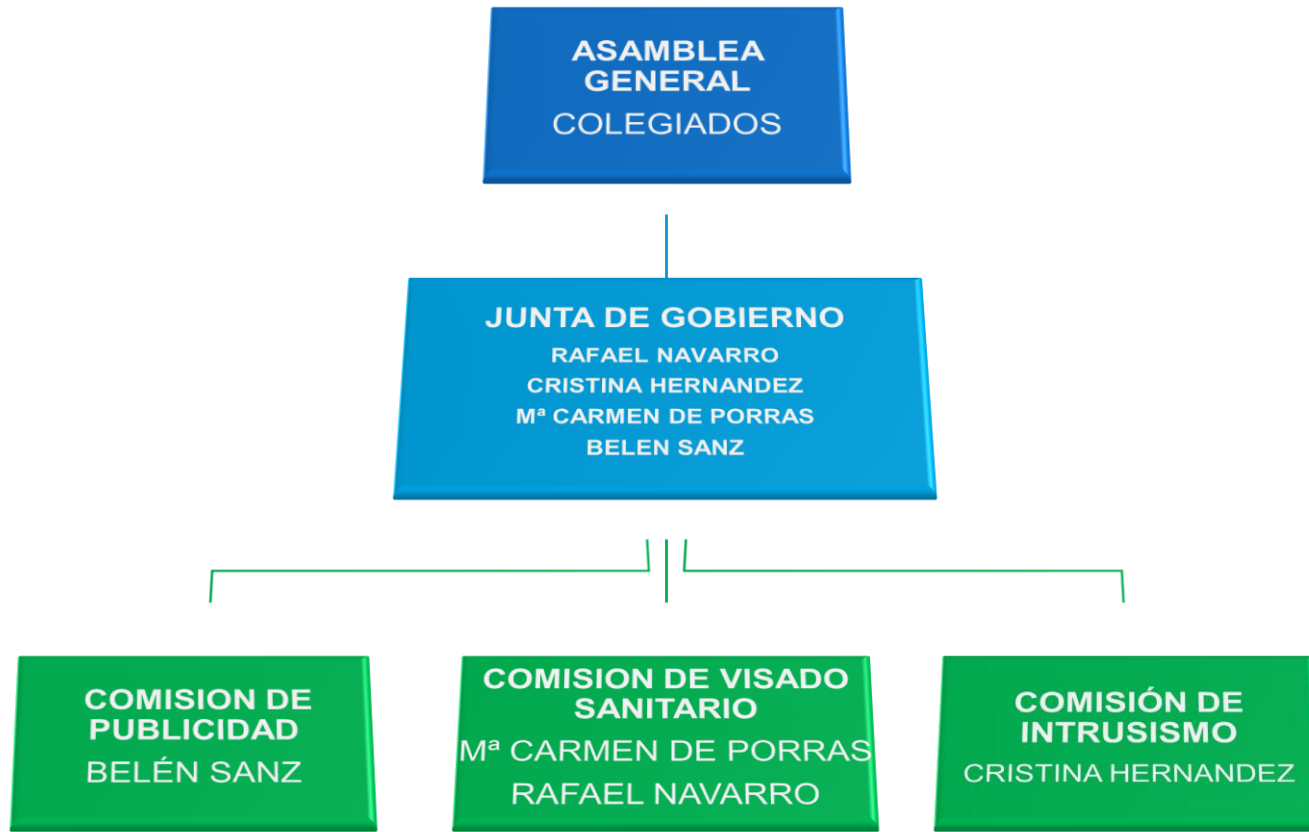 ASAMBLEA
GENERAL
COLEGIADOS
JUNTA DE GOBIERNO
RAFAEL NAVARRO
CRISTINA HERNANDEZ
Mª CARMEN DE PORRAS
BELEN SANZ
COMISION DE
PUBLICIDAD
BELÉN SANZ
COMISION DE VISADO
SANITARIO
Mª CARMEN DE PORRAS
RAFAEL NAVARRO
COMISIÓN DE
INTRUSISMO
CRISTINA HERNANDEZ